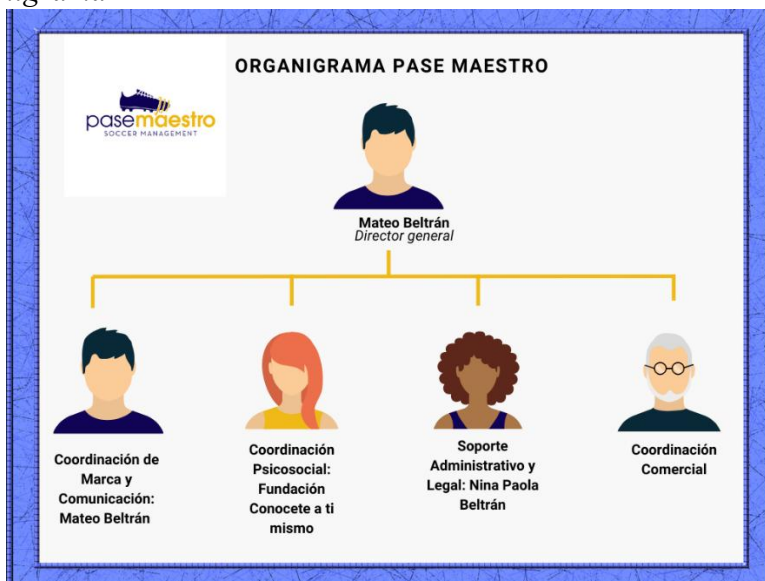 ORGANIGRAMA PASE MAESTRO
pasemaestro
SOCCER MANAGEMENT
Mateo Beltrán
Director general
Coordinación de
Marca y
Comunicación:
Mateo Beltrán
Coordinación
Psicosocial:
Fundación
Conocete a ti
mismo
Soporte
Administrativo y
Legal: Nina Paola
Beltrán
Coordinación
Comercial